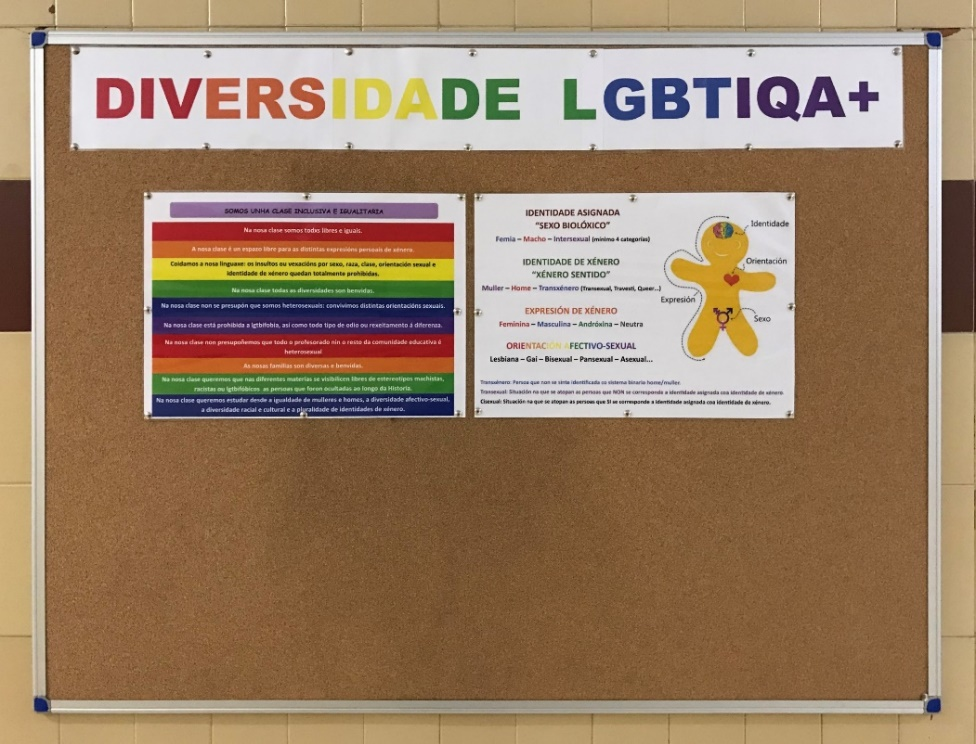 DIVERSIDADE LGBTIQA+
SOMOS UNHA CLASE INCLUSIVA E IGUALITARIA
Na nosa clase somos todxs libres e iguais.
A nosa clase é un espazo libre para as distintas expresións persoais de xénero.
Coidamos a nosa linguaxe: os insultos ou vexacións por sexo, raza, clase, orientación sexual e
identidade de xénero quedan totalmente prohibidas.
Na nosa clase todas as diversidades son benvidas.
Na nosa clase non se presupón que somos heterosexuais: convivimos distintas orientacións sexuais.
Na nosa clase está prohibida a lgtbifobia, así como todo tipo de odio ou rexeitamento á diferenza.
Na nosa clase non presupoñemos que todo o profesorado nin o resto da comunidade educativa é
heterosexual
As nosas familias son diversas e benvidas.
Na nosa clase queremos que nas diferentes materias se visibilicen libres de estereotipos machistas,
racistas ou lgtbifóbicos as persoas que foron ocultadas ao longo da Historia.
Na nosa clase queremos estudar dende a igualdade de mulleres e homes, a diversidade afectivo-sexual,
a diversidade racial e cultural e a pluralidade de identidades de xénero.
IDENTIDADE ASIGNADA
“SEXO BIOLÓXICO”
Femia – Macho – Intersexual (mínimo 4 categorías)
IDENTIDADE DE XÉNERO
“XÉNERO SENTIDO”
Muller – Home – Transxénero (Transexual, Travesti, Queer...)
EXPRESIÓN DE XÉNERO
Feminina – Masculina – Andróxina – Neutra
ORIENTACIÓN AFECTIVO-SEXUAL
Lesbiana – Gai – Bisexual – Pansexual – Asexual...
Identidade
Orientación
Expresión
Sexo
Transxénero: Persoa que non se sinte identificada co sistema binario home/muller.
Transexual: Situación na que se atopan as persoas que NON se corresponde a identidade asignada coa identidade de xénero
Cisexual: Situación na que se atopan as persoas que SI se corresponde a identidade asignada coa identidade de xénero.